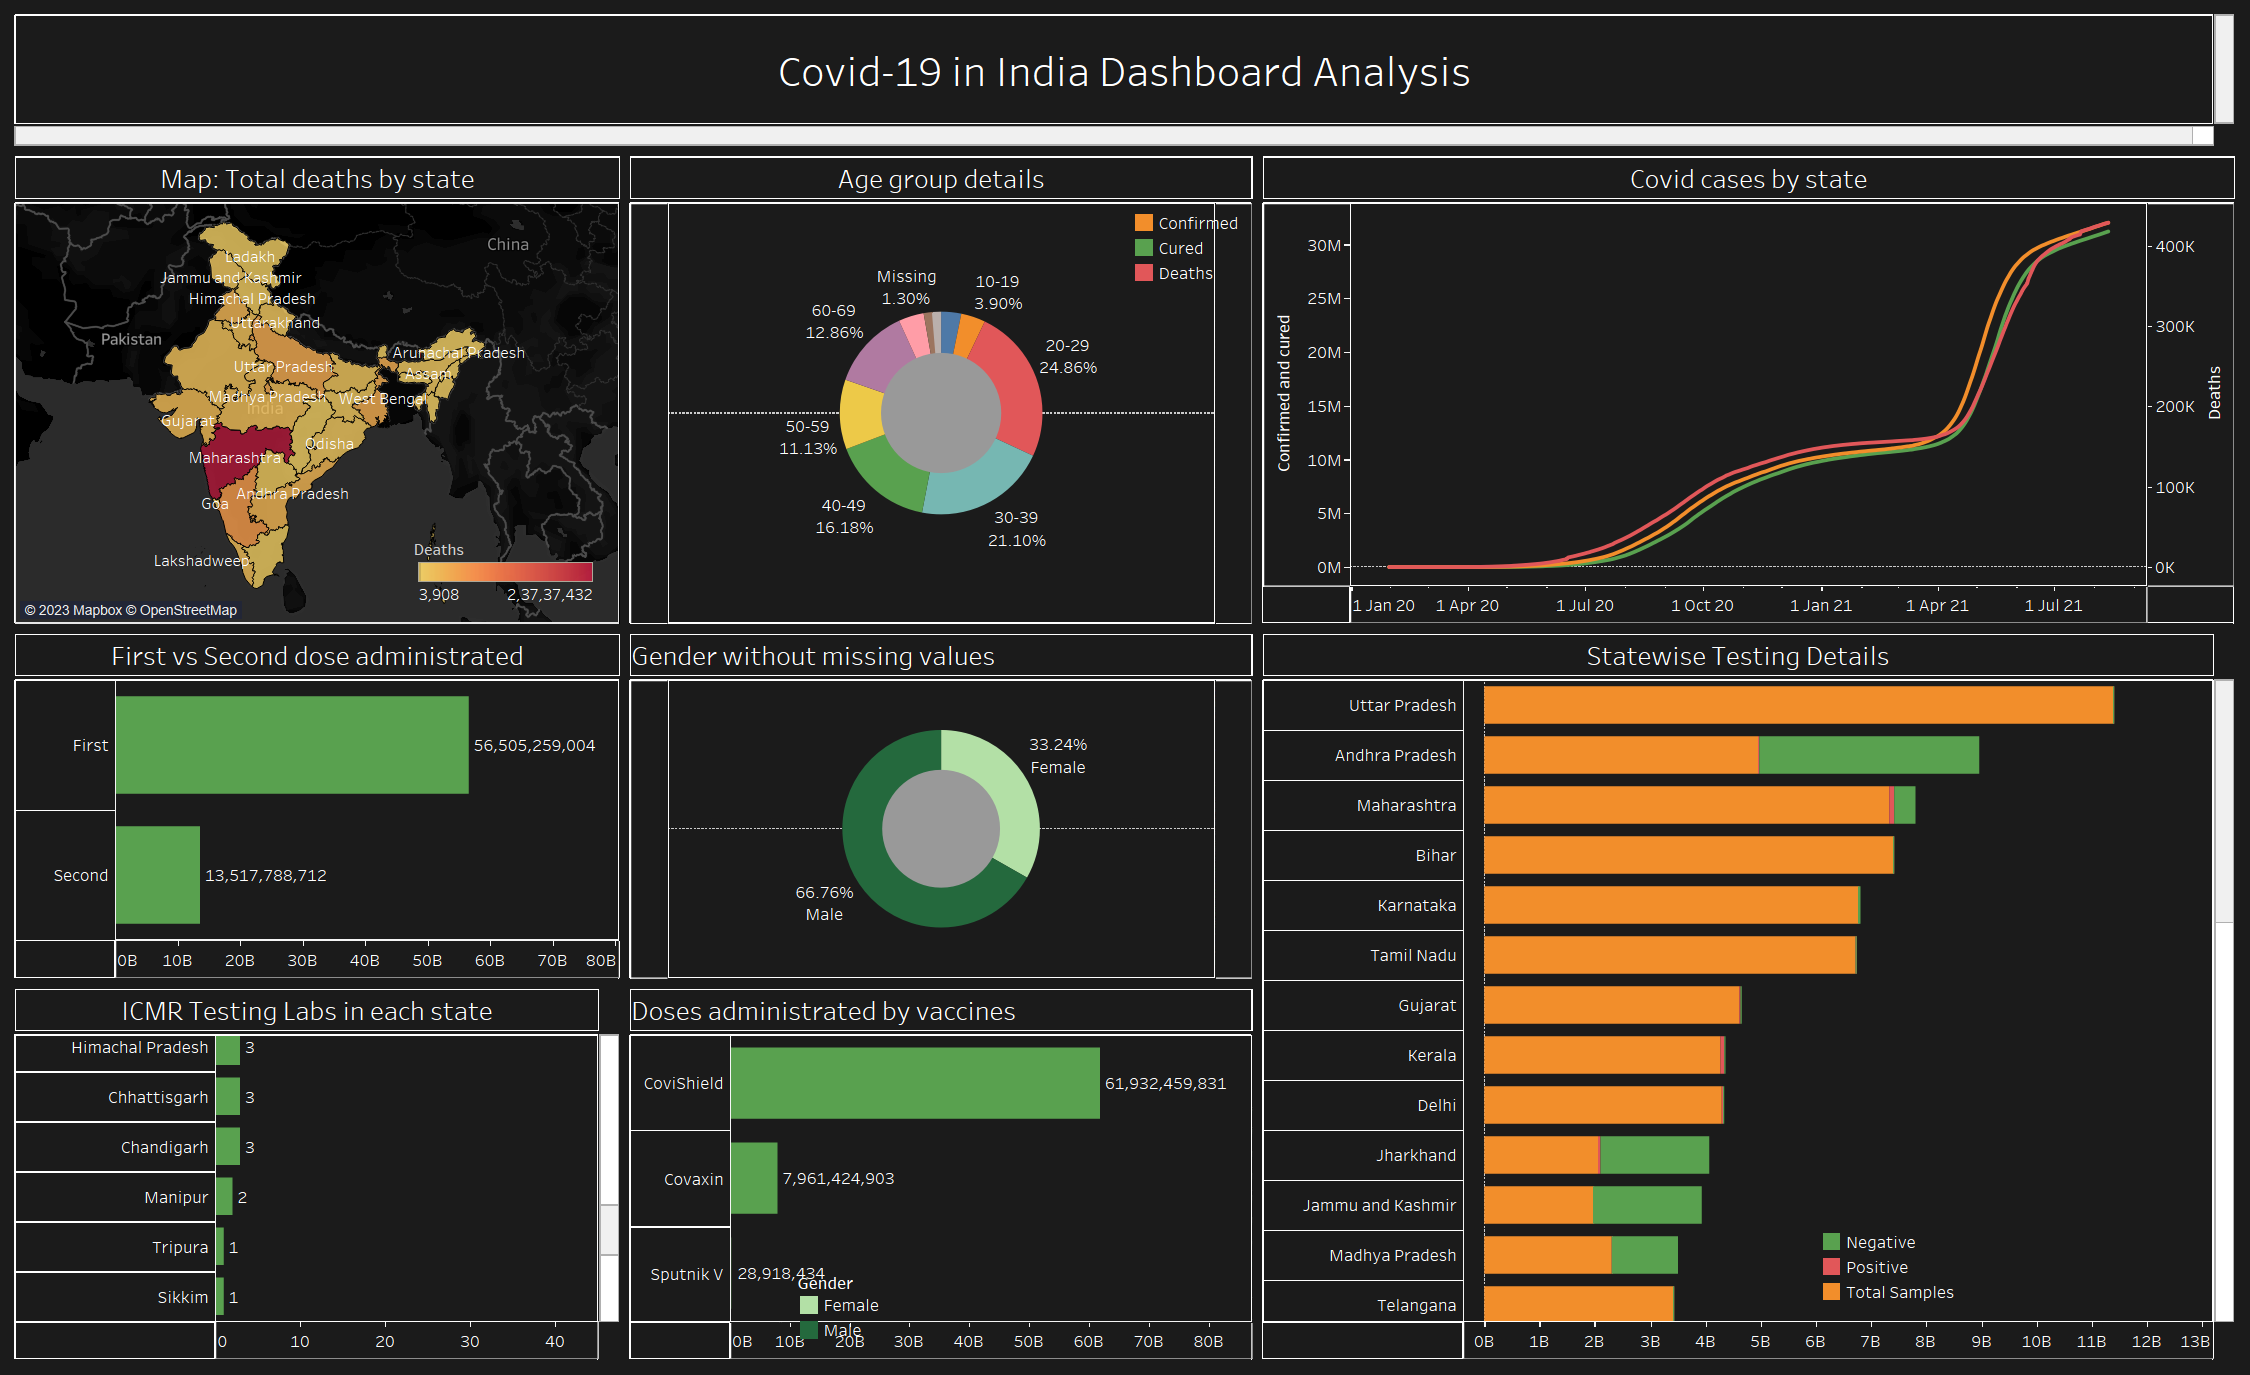 Covid-19 in India Dashboard Analysis
Map: Total deaths by state
China
Ladakh
Jammu and Kashmir
Himachal Pradesh
Uttarakhand
Pakistan
Arunachal Pradesh
Uttar Pradesh
Assam
Madhya Pradesh
West Bengal
India
Gujarat
Odisha
Maharashtra
Andhra Pradesh
Goa
Lakshadweep
Deaths
3,908 2,37,37,432
© 2023 Mapbox © OpenStreetMap
Age group details
Confirmed
Cured
Deaths
Missing
1.30%
10-19
3.90%
60-69
12.86%
20-29
24.86%
50-59
11.13%
40-49
16.18%
30-39
21.10%
Covid cases by state
Confirmed and cured
30M
25M
20M
15M
10M
5M
0M
400K
300K
200K
100K
0K
Deaths
1 Jan 20 1 Apr 20 1 Jul 20 1 Oct 20 1 Jan 21 1 Apr 21 1 Jul 21
First vs Second dose administrated
First 56,505,259,004
Second 13,517,788,712
0B 10B 20B 30B 40B 50B 60B 70B 80B
Gender without missing values
33.24%
Female
66.76%
Male
Statewise Testing Details
Uttar Pradesh
Andhra Pradesh
Maharashtra
Bihar
Karnataka
Tamil Nadu
Gujarat
Kerala
Delhi
Jharkhand
Jammu and Kashmir
Madhya Pradesh
Telangana
Negative
Positive
Total Samples
0B 1B 2B 3B 4B 5B 6B 7B 8B 9B 10B 11B 12B 13B
ICMR Testing Labs in each state
Himachal Pradesh 3
Chhattisgarh 3
Chandigarh 3
Manipur 2
Tripura 1
Sikkim 1
0 10 20 30 40
Doses administrated by vaccines
CoviShield 61,932,459,831
Covaxin 7,961,424,903
Sputnik V 28,918,434
Gender
Female
Male
0B 10B 20B 30B 40B 50B 60B 70B 80B